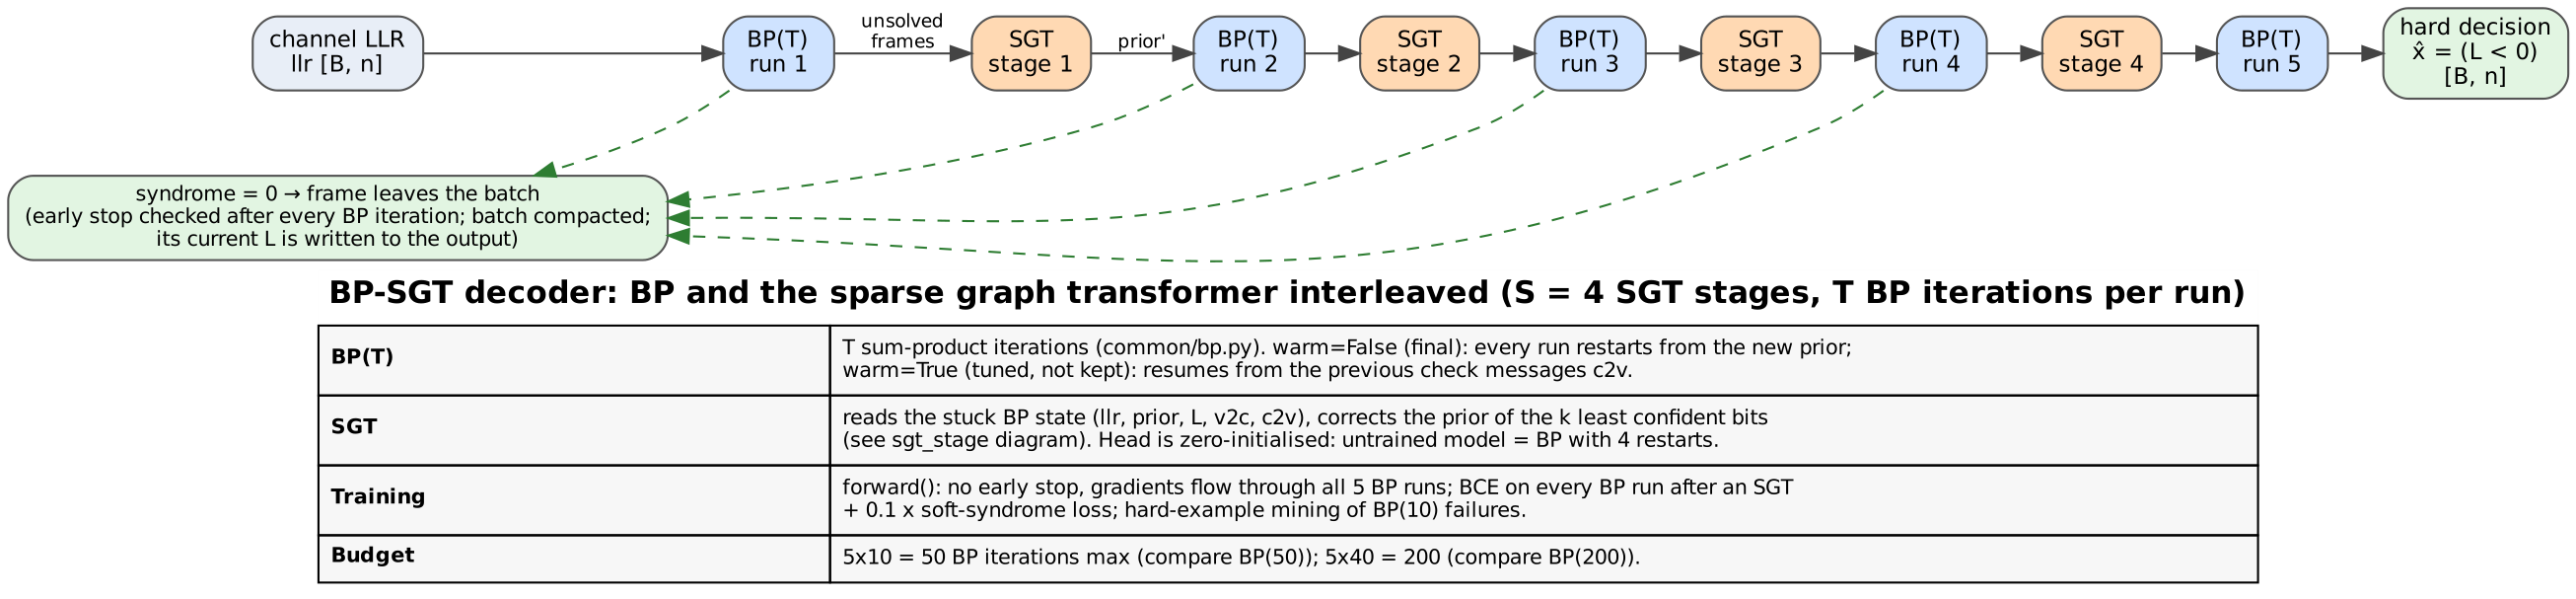 channel LLR
llr [B, n]
BP(T)
run 1
unsolved
frames
SGT
stage 1
prior'
BP(T)
run 2
SGT
stage 2
BP(T)
run 3
SGT
stage 3
BP(T)
run 4
SGT
stage 4
BP(T)
run 5
hard decision
x̂ = (L < 0)
[B, n]
syndrome = 0 → frame leaves the batch
(early stop checked after every BP iteration; batch compacted;
its current L is written to the output)
BP-SGT decoder: BP and the sparse graph transformer interleaved (S = 4 SGT stages, T BP iterations per run)
BP(T)
T sum-product iterations (common/bp.py). warm=False (final): every run restarts from the new prior;
warm=True (tuned, not kept): resumes from the previous check messages c2v.
SGT
reads the stuck BP state (llr, prior, L, v2c, c2v), corrects the prior of the k least confident bits
(see sgt_stage diagram). Head is zero-initialised: untrained model = BP with 4 restarts.
Training
forward(): no early stop, gradients flow through all 5 BP runs; BCE on every BP run after an SGT
+ 0.1 x soft-syndrome loss; hard-example mining of BP(10) failures.
Budget
5x10 = 50 BP iterations max (compare BP(50)); 5x40 = 200 (compare BP(200)).